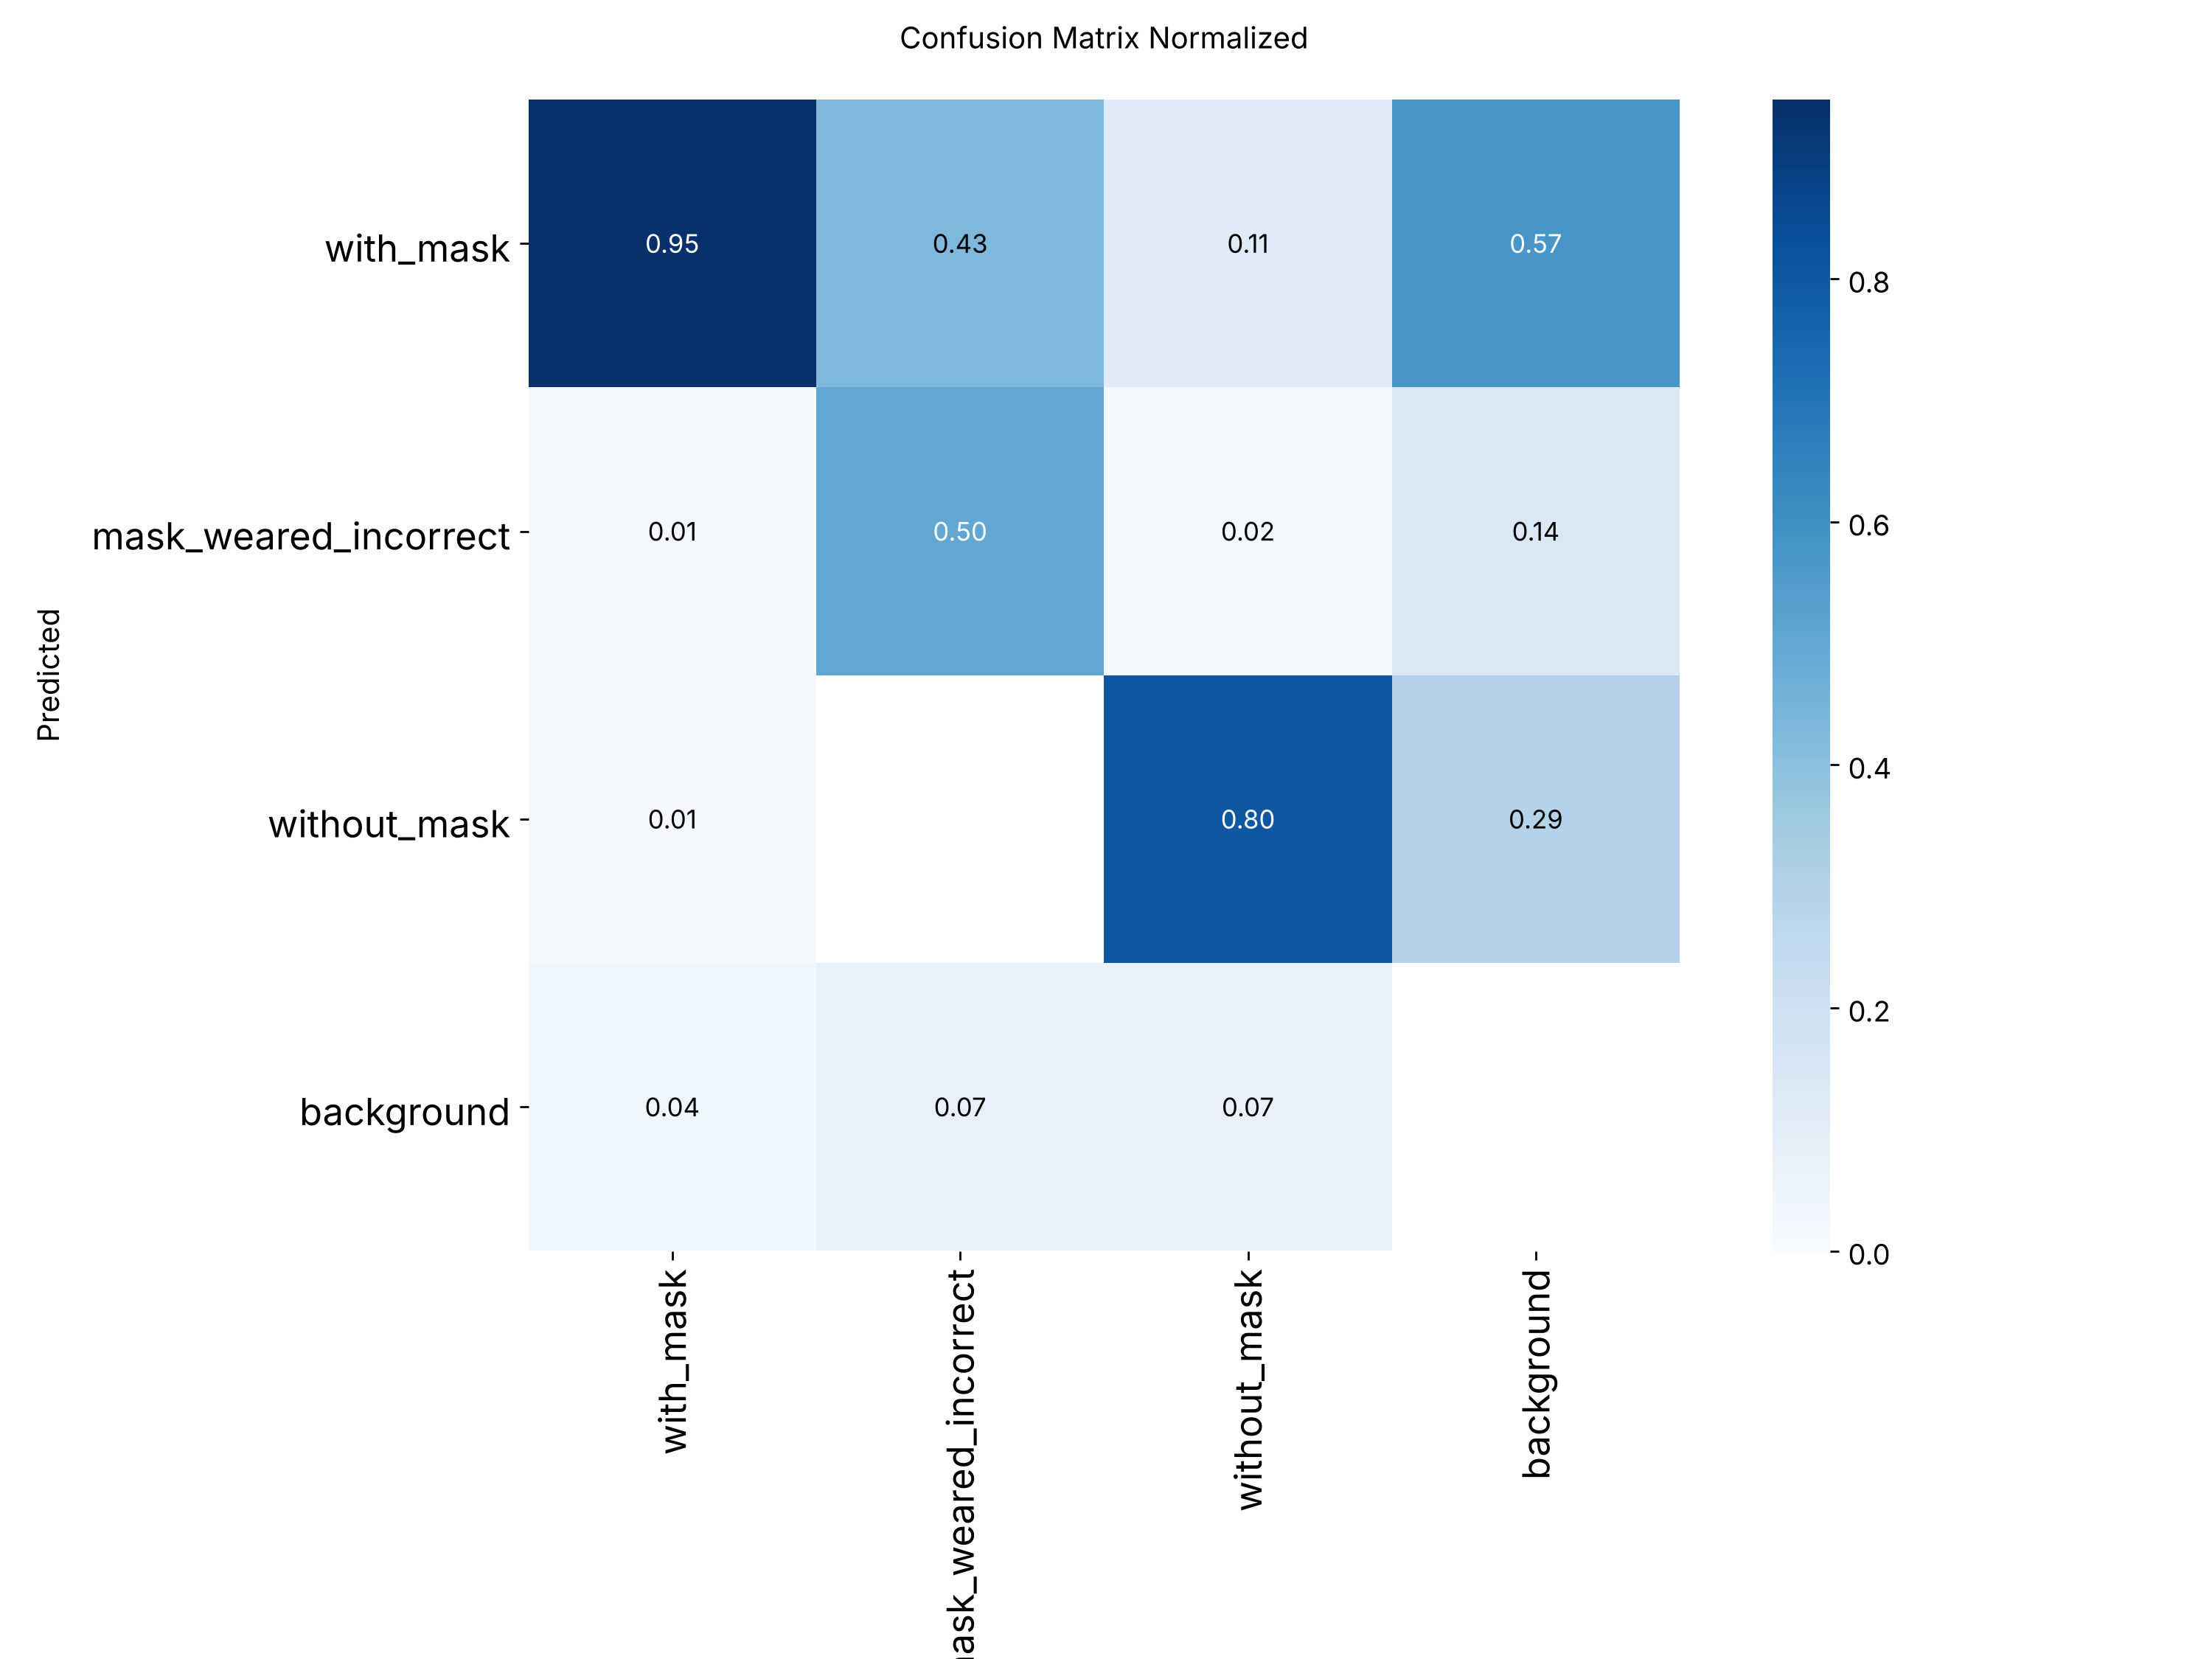 Confusion Matrix Normalized
with_mask
0.95
0.43
0.11
0.57
0.8
mask_weared_incorrect
0.01
0.50
0.02
0.14
0.6
Predicted
without_mask
0.01
0.80
0.29
0.4
background
0.04
0.07
0.07
0.2
0.0
with_mask
ask_weared_incorrect
without_mask
background